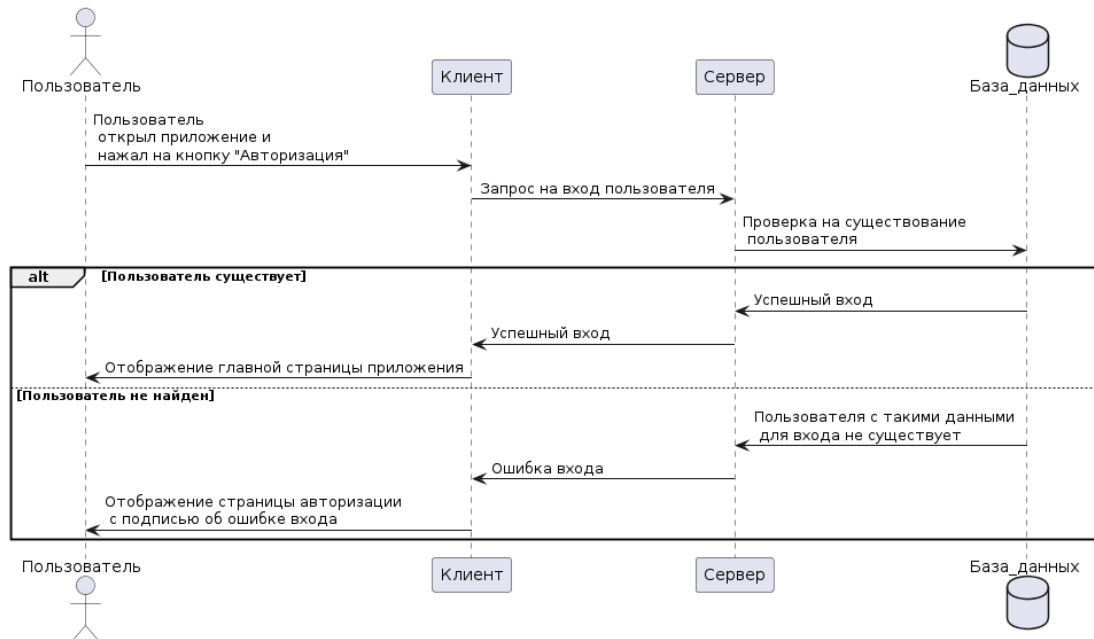 Пользователь
Клиент
Сервер
База_данных
Пользователь
открыл приложение и
нажал на кнопку "Авторизация"
Запрос на вход пользователя
Проверка на существование
пользователя
alt
[Пользователь существует]
Успешный вход
Успешный вход
Отображение главной страницы приложения
[Пользователь не найден]
Пользователя с такими данными
для входа не существует
Ошибка входа
Отображение страницы авторизации
с подписью об ошибке входа
Пользователь
Клиент
Сервер
База_данных